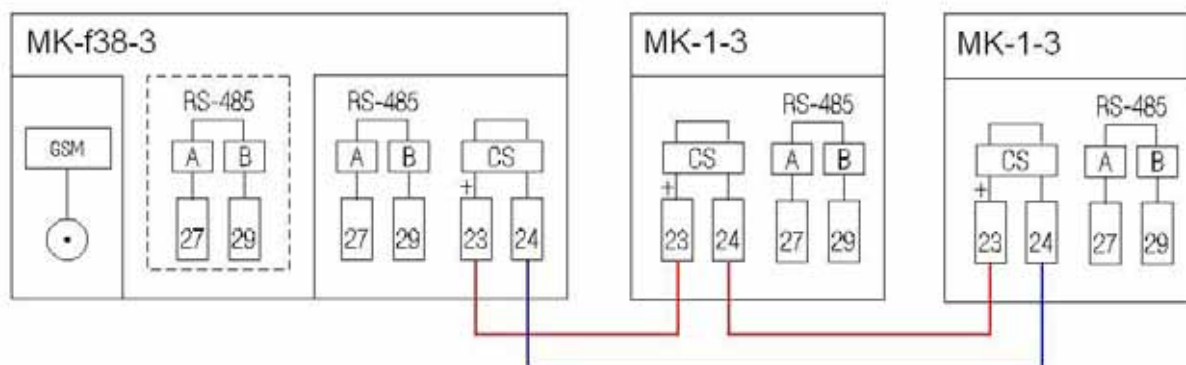 MK-f38-3
MK-1-3
MK-1-3
RS-485
RS-485
RS-485
RS-485
GSM
A B
A B
CS
CS
A B
CS
A B
+
+
+
27 29
27 29
23 24
23 24
27 29
23 24
27 29